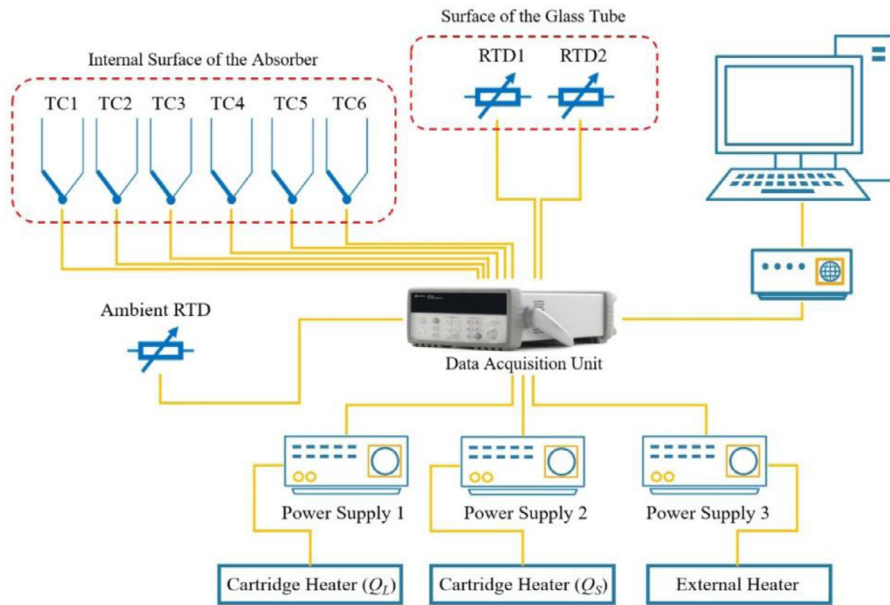 Surface of the Glass Tube
Internal Surface of the Absorber
RTD1 RTD2
TC1 TC2 TC3 TC4 TC5 TC6
Ambient RTD
Data Acquisition Unit
Power Supply 1 Power Supply 2 Power Supply 3
Cartridge Heater (Q_L) Cartridge Heater (Q_S) External Heater